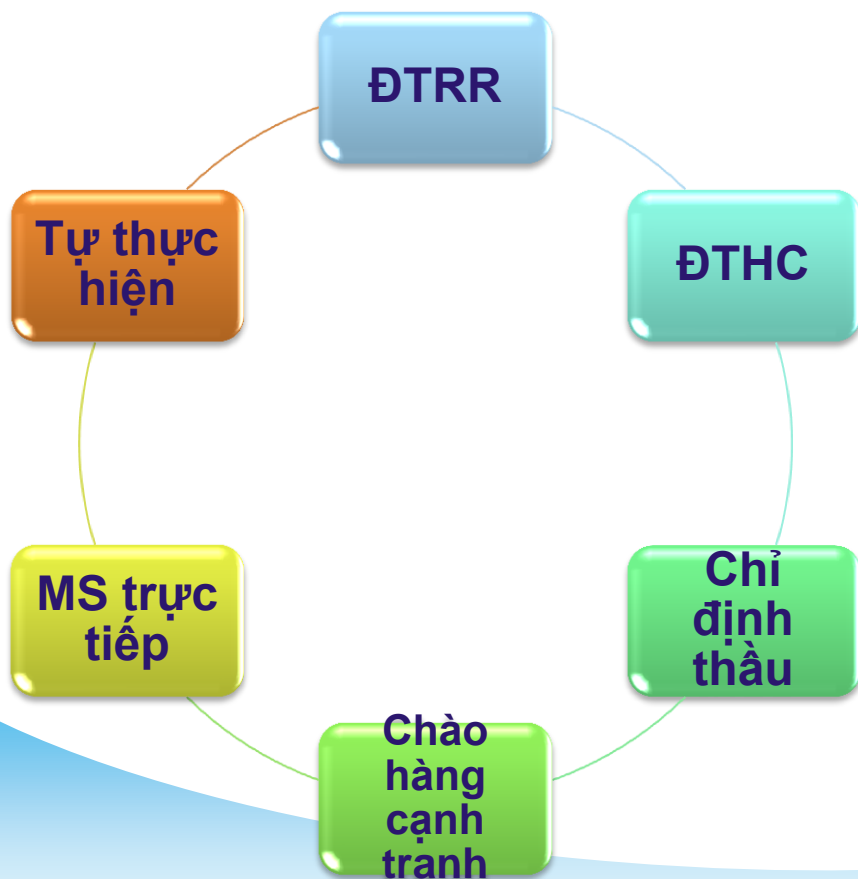 ĐTRR
ĐTHC
Chỉ
định
thầu
Chào
hàng
cạnh
tranh
MS trực
tiếp
Tự thực
hiện